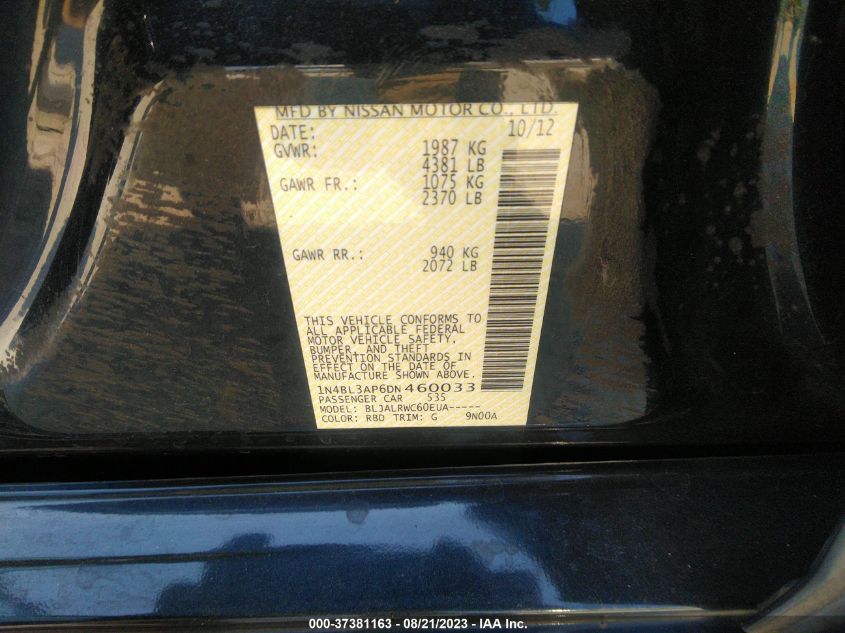 MFD BY NISSAN MOTOR CO., LTD.
DATE: 10/12
GVWR: 1987 KG
4381 LB
GAWR FR.: 1075 KG
2370 LB
GAWR RR.: 940 KG
2072 LB
THIS VEHICLE CONFORMS TO
ALL APPLICABLE FEDERAL
MOTOR VEHICLE SAFETY,
BUMPER, AND THEFT
PREVENTION STANDARDS IN
EFFECT ON THE DATE OF
MANUFACTURE SHOWN ABOVE.
1N4BL3AP6DN460033
PASSENGER CAR 535
MODEL: BLJALRWC60EUA-----
COLOR: RBD TRIM: G 9N00A
000-37381163 - 08/21/2023 - IAA Inc.